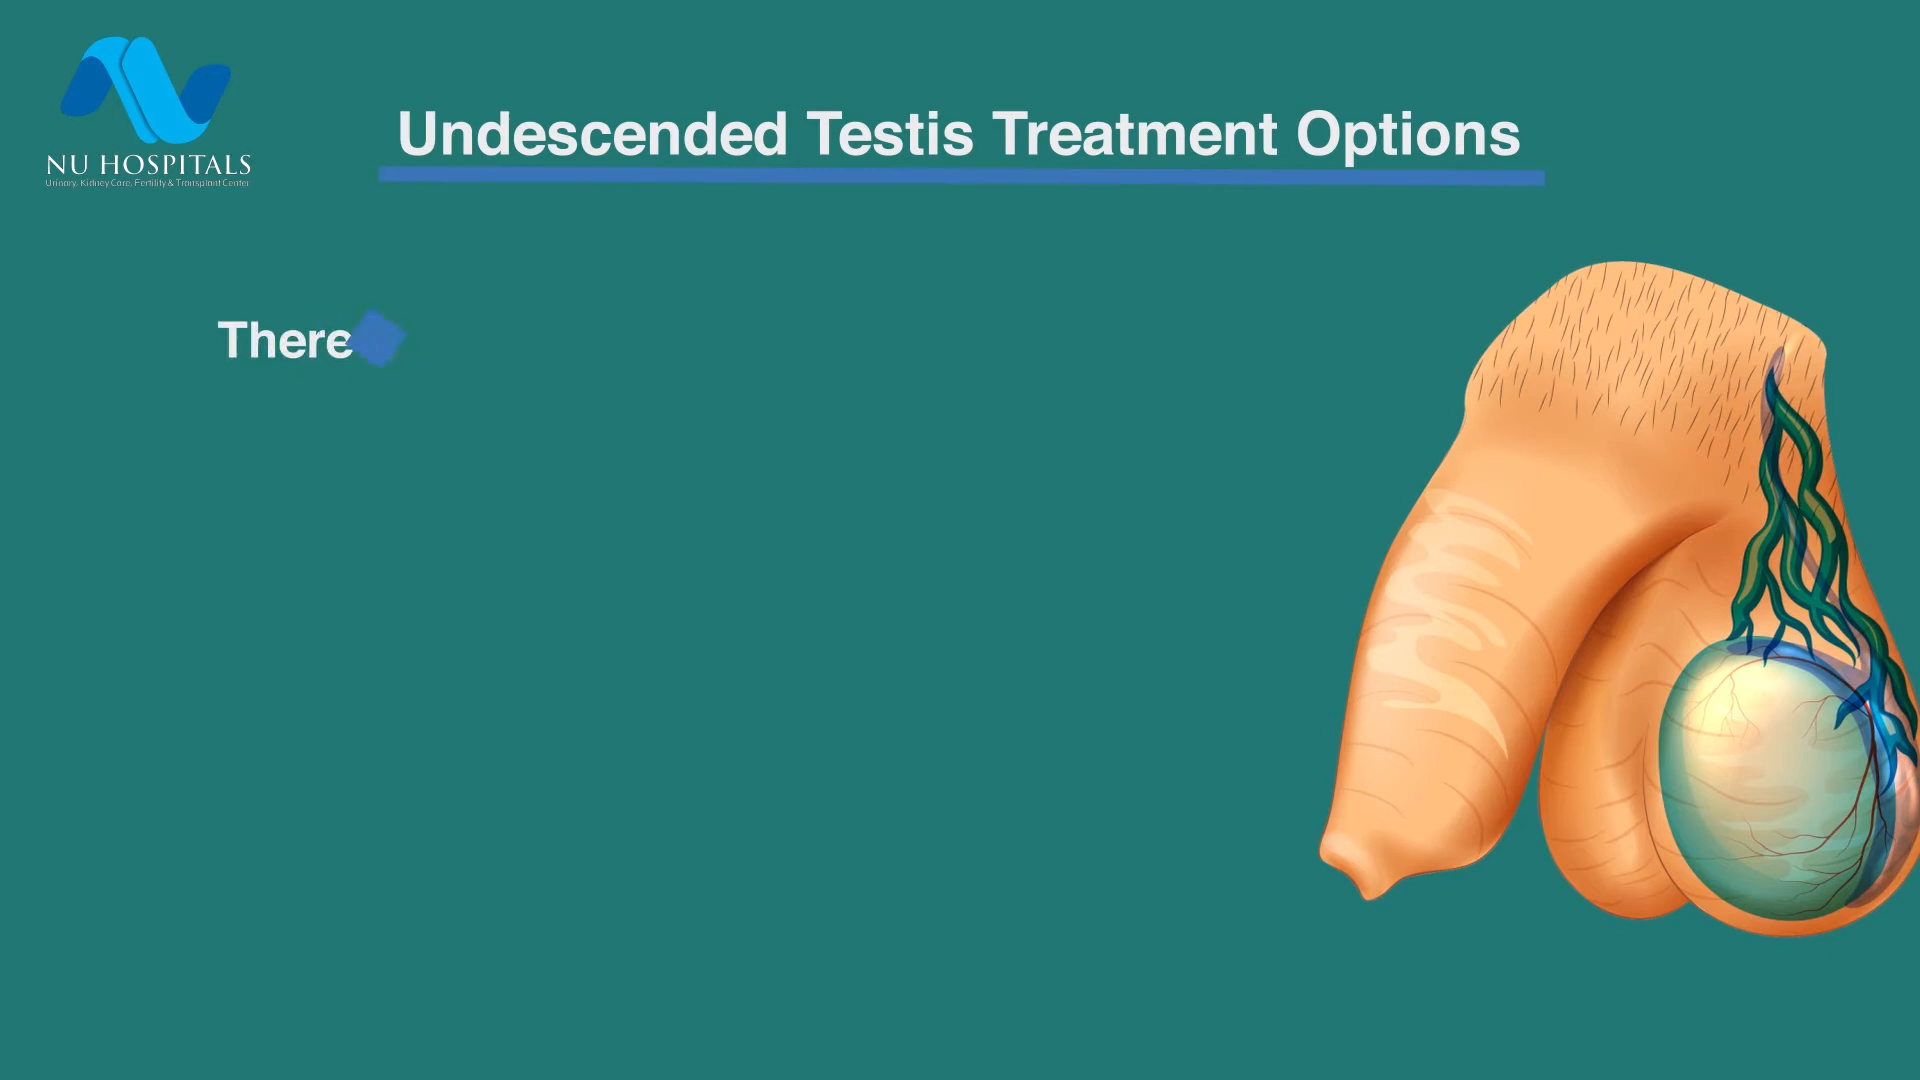 NU HOSPITALS
Urinary, Kidney Care, Fertility & Transplant Center
Undescended Testis Treatment Options
There